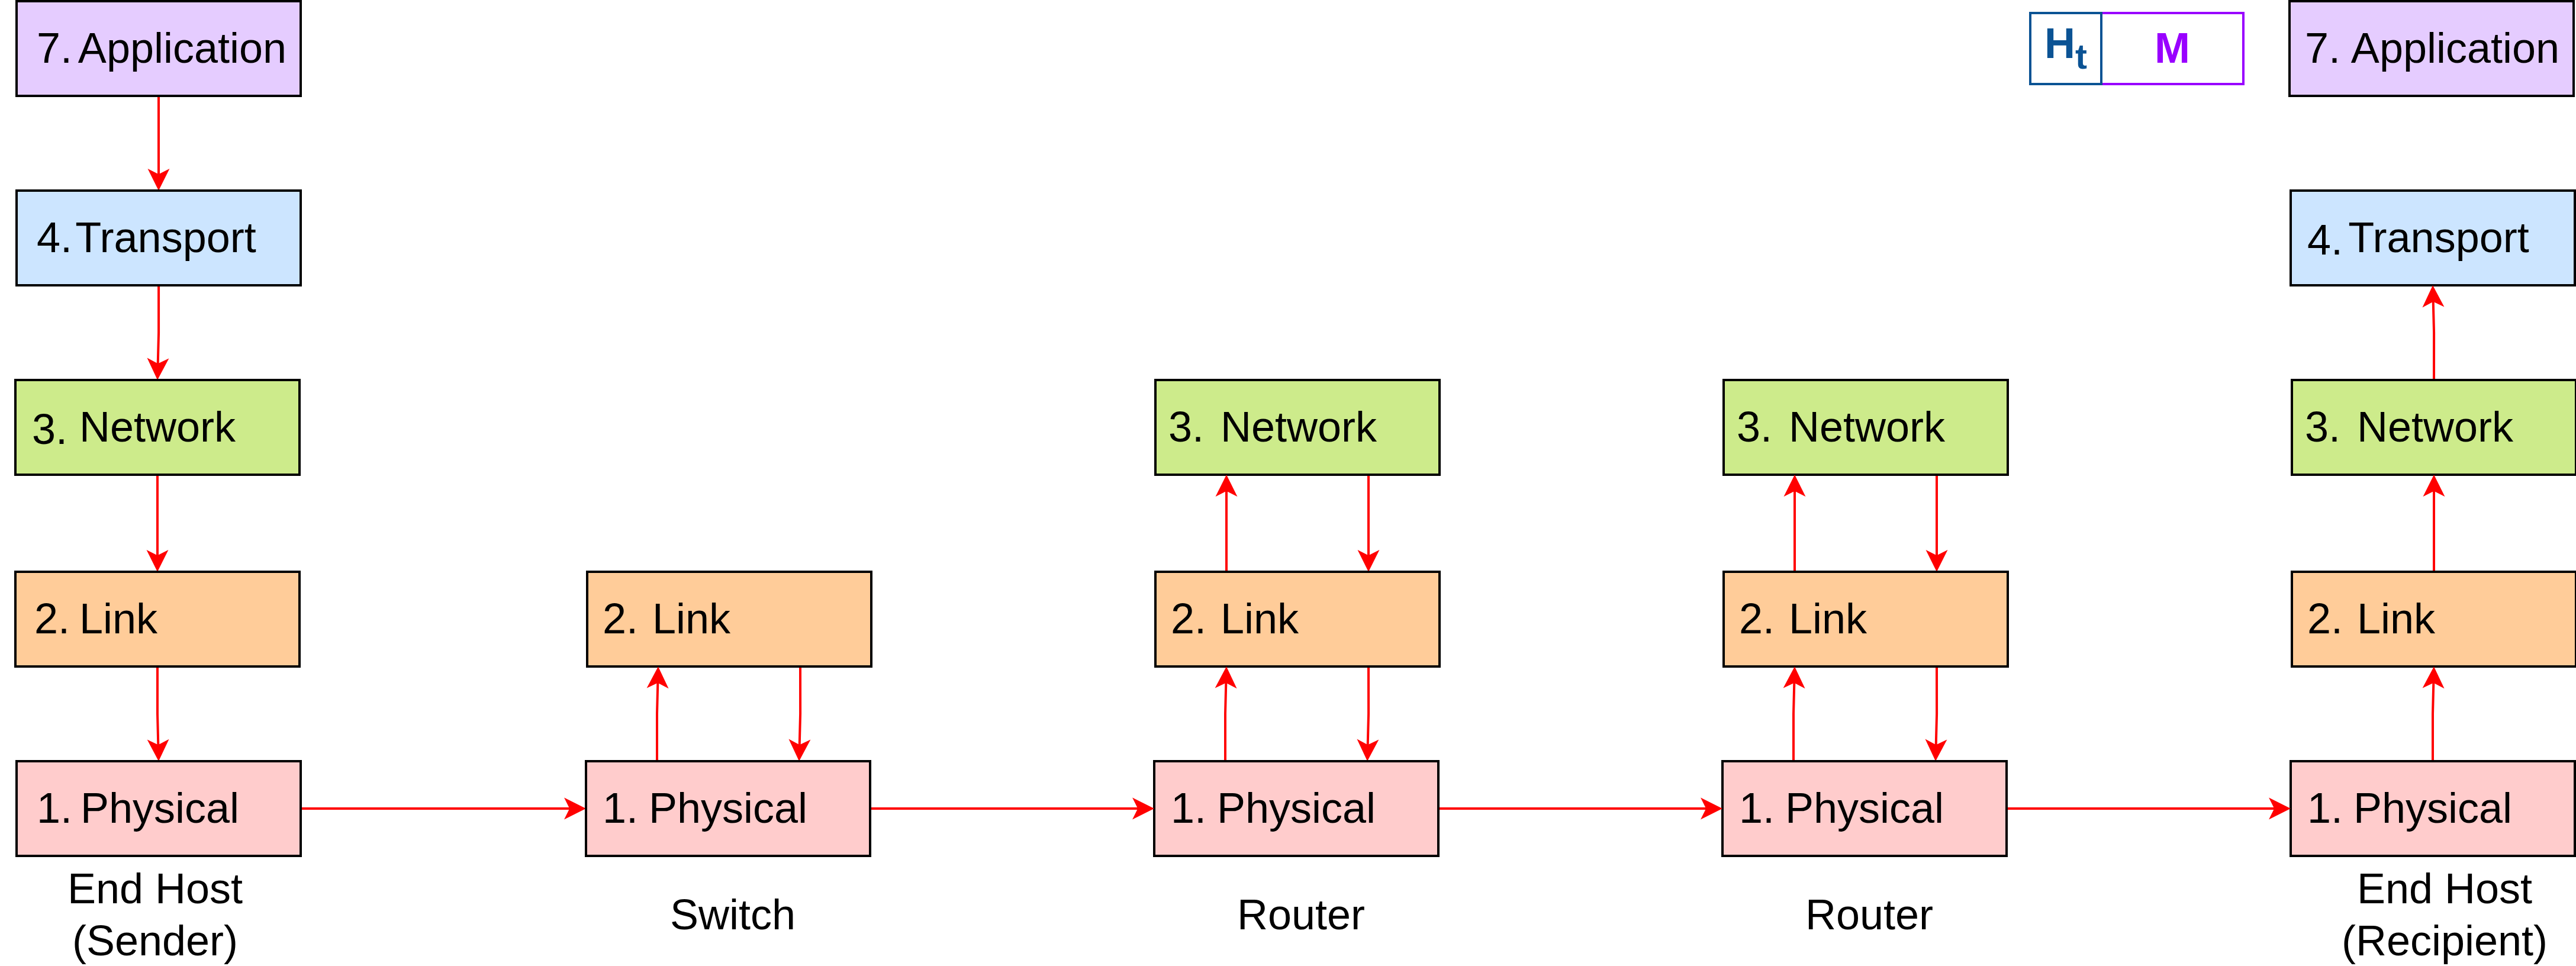 7. Application
Ht
M
7. Application
4. Transport
4. Transport
3. Network
3. Network
3. Network
3. Network
2. Link
2. Link
2. Link
2. Link
2. Link
1. Physical
1. Physical
1. Physical
1. Physical
1. Physical
End Host
(Sender)
Switch
Router
Router
End Host
(Recipient)